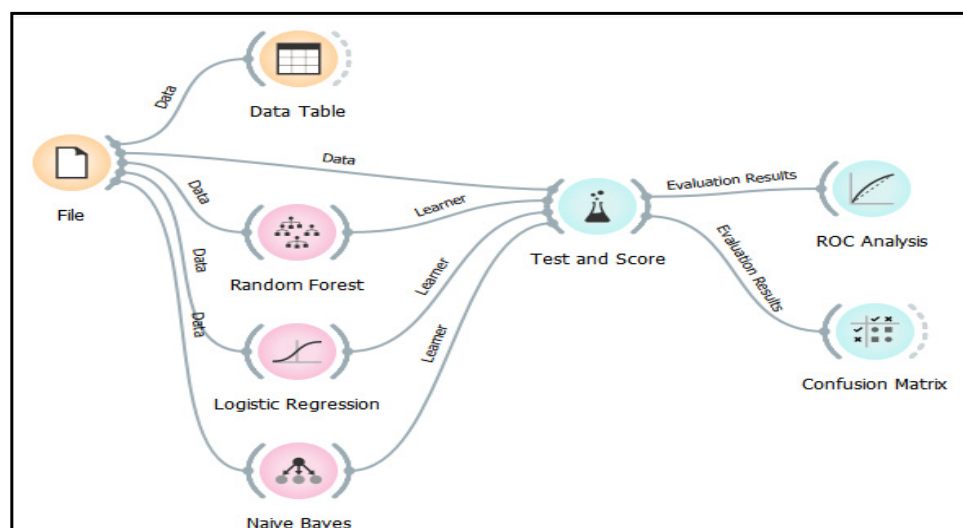 Data
Data Table
Data
File
Data
Learner
Random Forest
Data
Learner
Logistic Regression
Data
Learner
Naive Bayes
Test and Score
Evaluation Results
ROC Analysis
Evaluation Results
Confusion Matrix